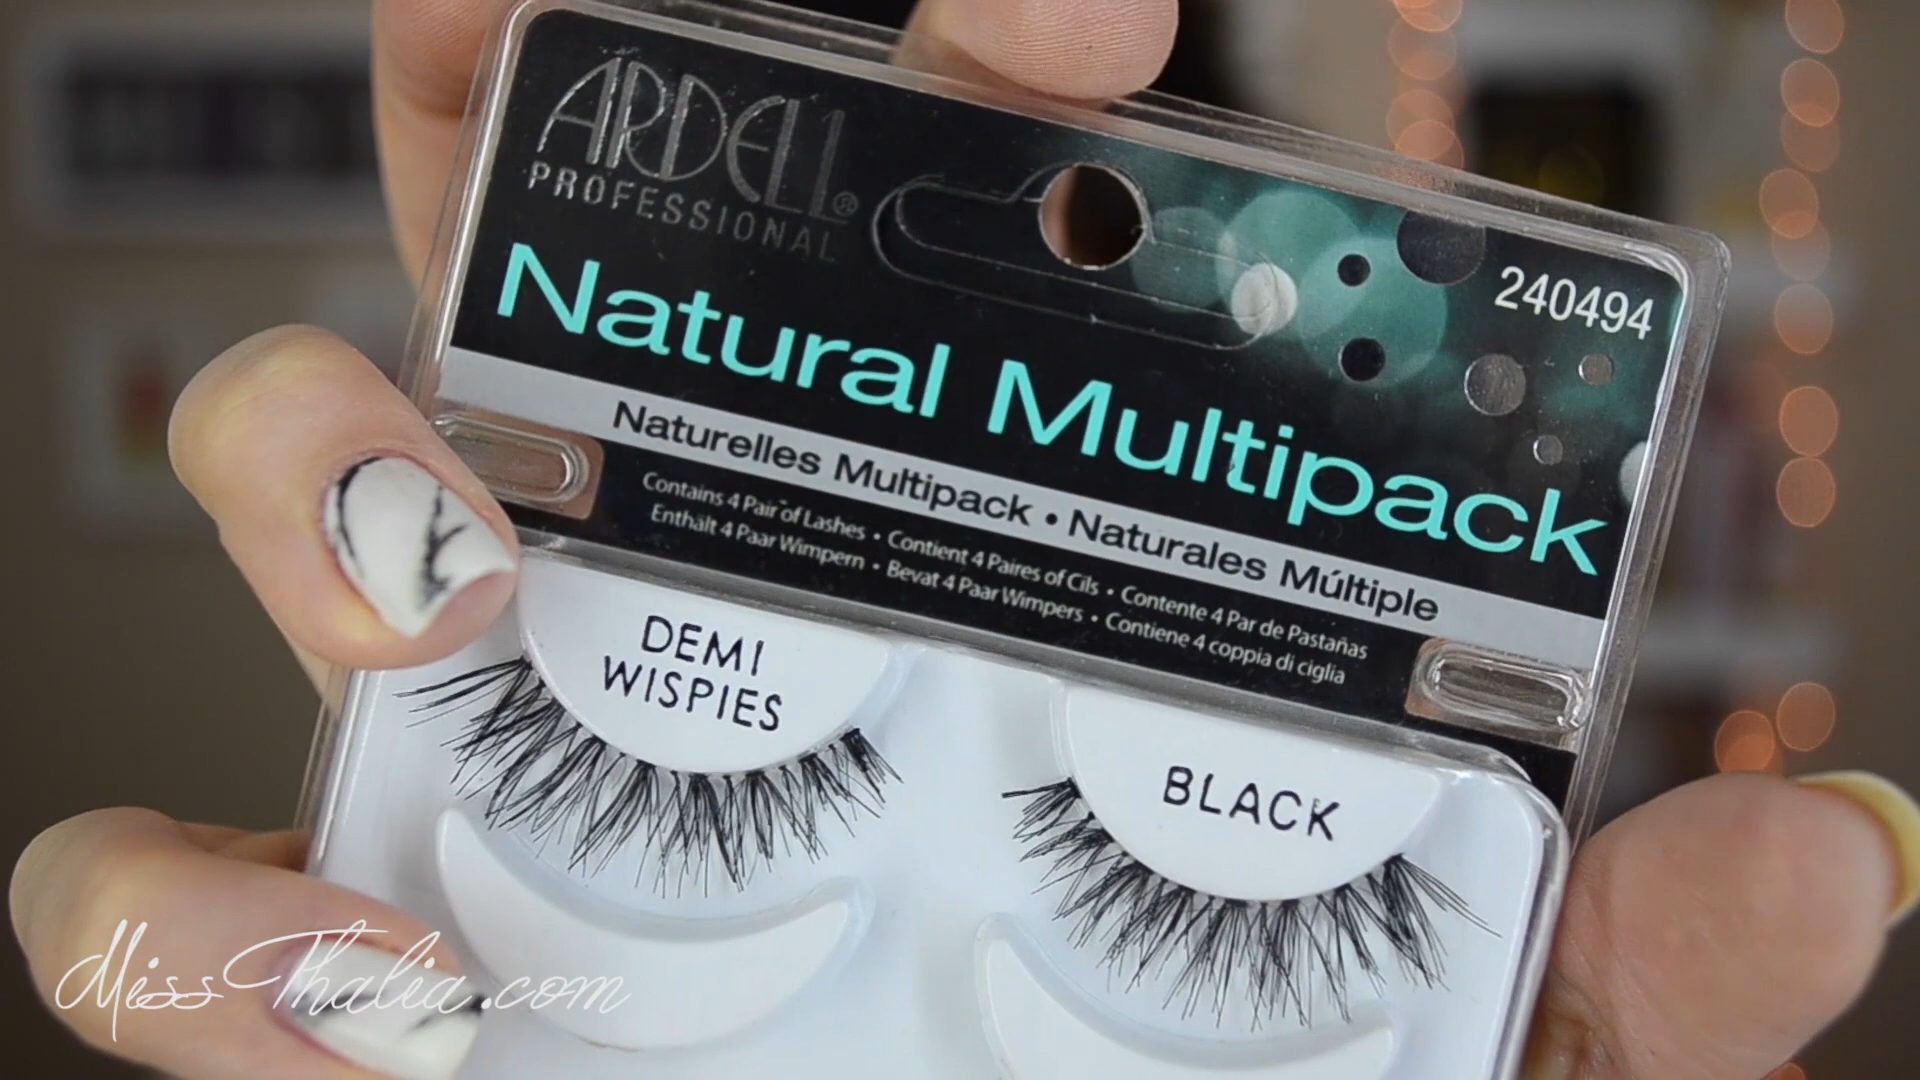 ARDELL®
PROFESSIONAL
240494
Natural Multipack
Naturelles Multipack • Naturales Múltiple
Contains 4 Pair of Lashes • Contient 4 Paires of Cils • Contente 4 Par de Pastañas
Enthält 4 Paar Wimpern • Bevat 4 Paar Wimpers • Contiene 4 coppia di ciglia
DEMI
WISPIES
BLACK
MissThalia.com